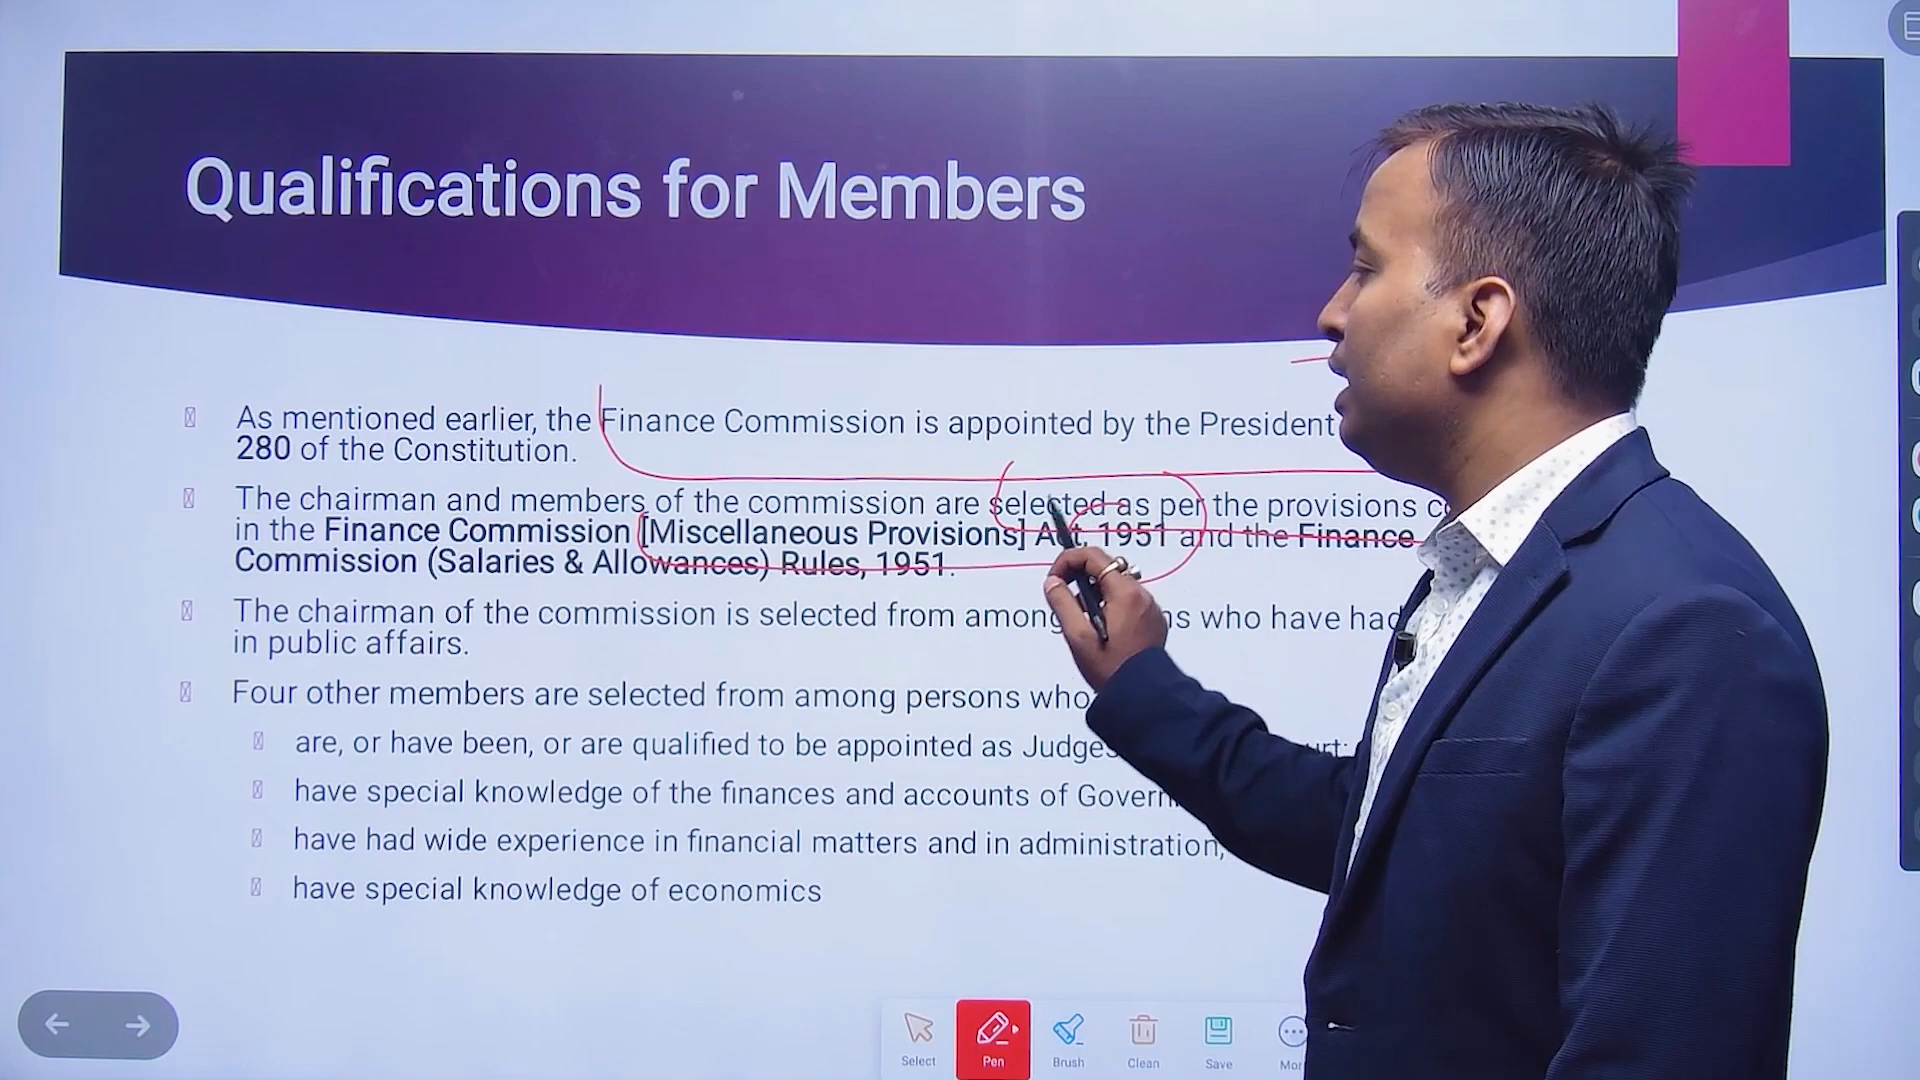 Qualifications for Members
As mentioned earlier, the Finance Commission is appointed by the President
280 of the Constitution.
The chairman and members of the commission are selected as per the provisions
in the Finance Commission [Miscellaneous Provisions] Act, 1951 and the Finance
Commission (Salaries & Allowances) Rules, 1951.
The chairman of the commission is selected from among who have had
in public affairs.
Four other members are selected from among persons who
are, or have been, or are qualified to be appointed as Judges
have special knowledge of the finances and accounts of
have had wide experience in financial matters and in administration;
have special knowledge of economics
Select Pen Brush Clean Save